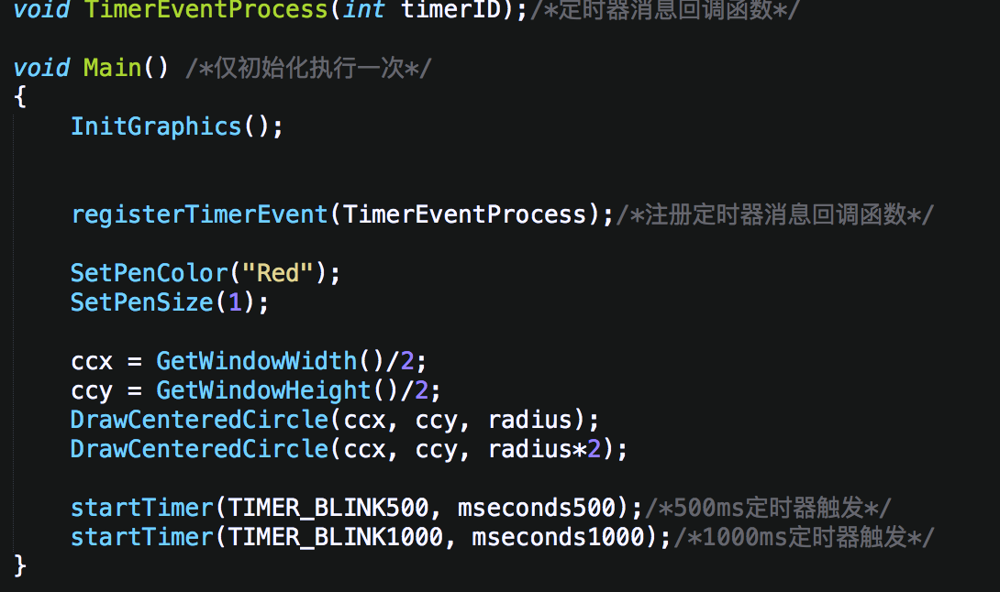 void TimerEventProcess(int timerID);/*定时器消息回调函数*/
void Main() /*仅初始化执行一次*/
{
InitGraphics();
registerTimerEvent(TimerEventProcess);/*注册定时器消息回调函数*/
SetPenColor("Red");
SetPenSize(1);
ccx = GetWindowWidth()/2;
ccy = GetWindowHeight()/2;
DrawCenteredCircle(ccx, ccy, radius);
DrawCenteredCircle(ccx, ccy, radius*2);
startTimer(TIMER_BLINK500, mseconds500);/*500ms定时器触发*/
startTimer(TIMER_BLINK1000, mseconds1000);/*1000ms定时器触发*/
}